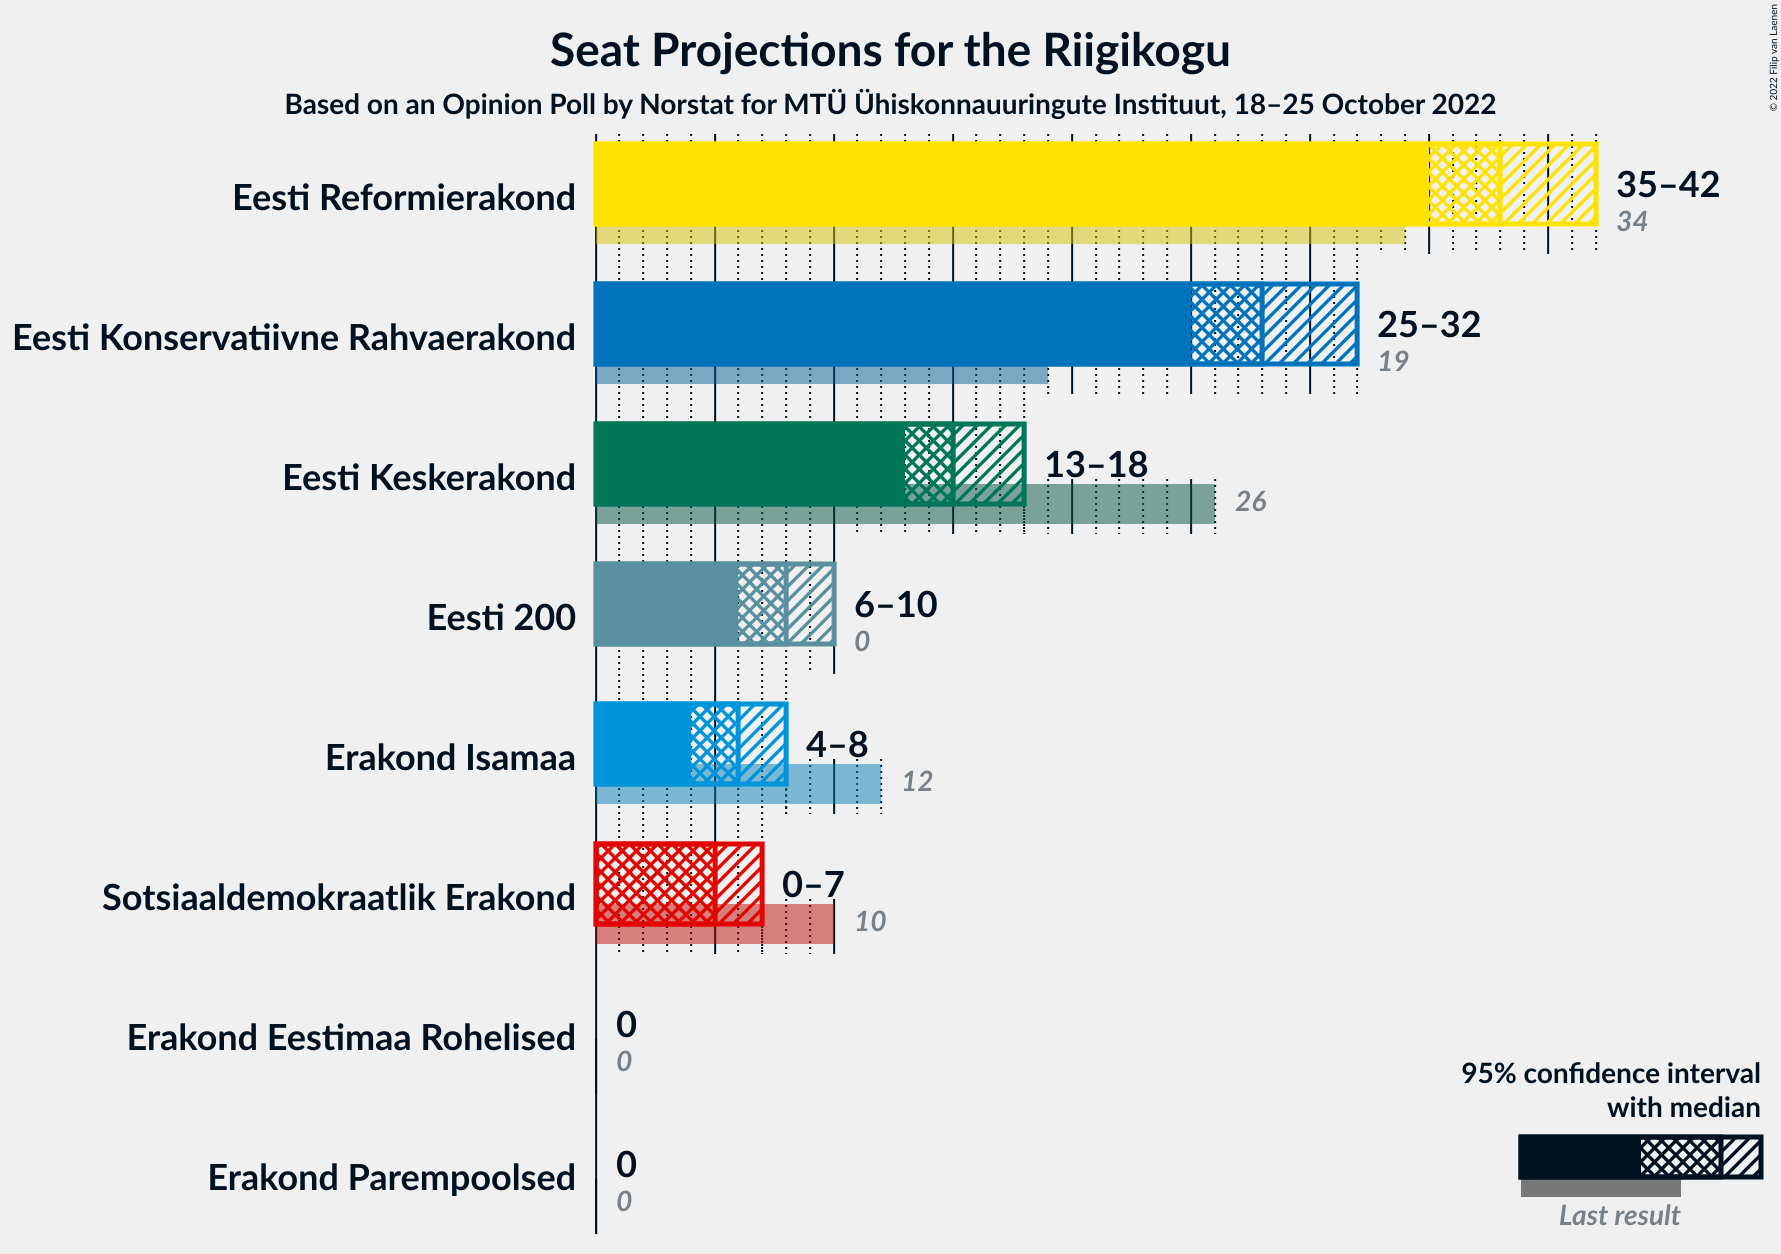 Seat Projections for the Riigikogu
Based on an Opinion Poll by Norstat for MTÜ Ühiskonnauuringute Instituut, 18–25 October 2022
© 2022 Filip van Laenen
Eesti Reformierakond
35–42
34
Eesti Konservatiivne Rahvaerakond
25–32
19
Eesti Keskerakond
13–18
26
Eesti 200
6–10
0
Erakond Isamaa
4–8
12
Sotsiaaldemokraatlik Erakond
0–7
10
Erakond Eestimaa Rohelised
0
0
Erakond Parempoolsed
0
0
95% confidence interval
with median
Last result